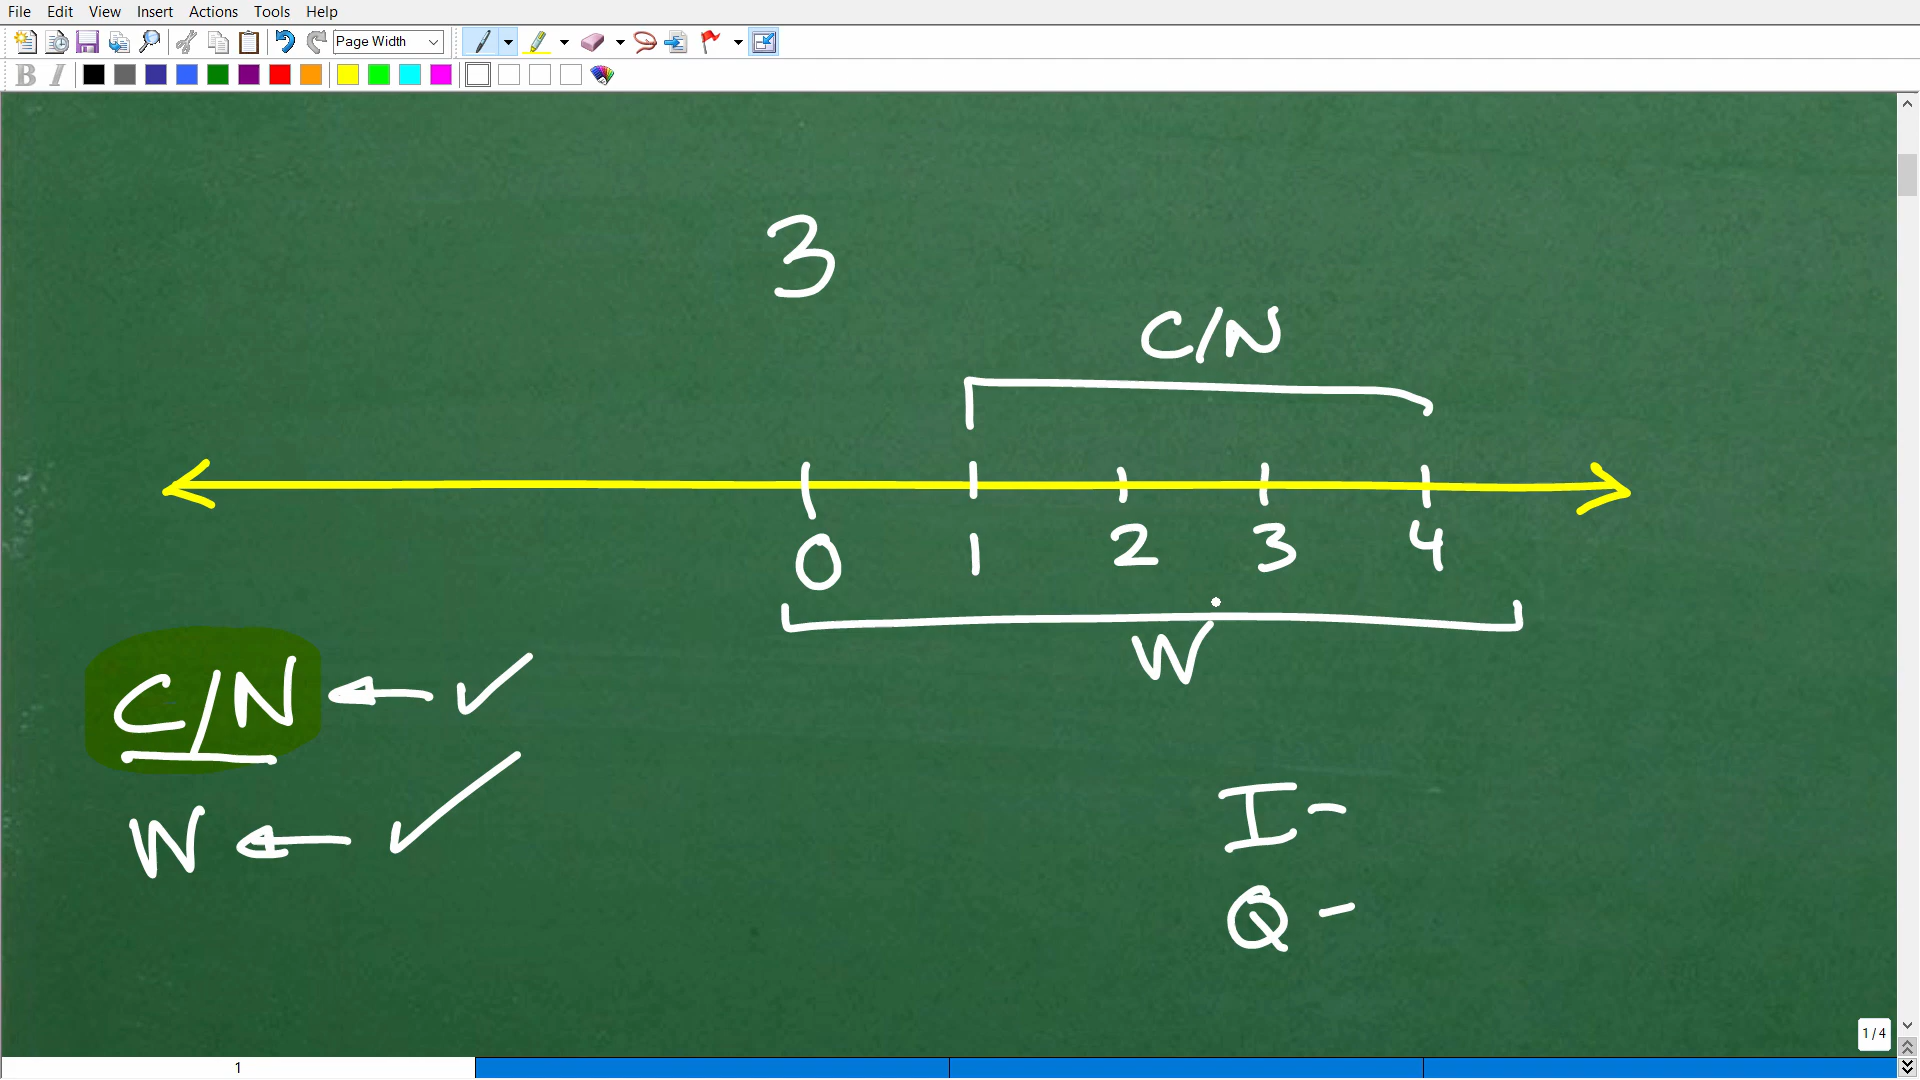 File Edit View Insert Actions Tools Help
Page Width
B I
3
C/N
0 1 2 3 4
W
C/N
W
I-
Q-
1 / 4
1